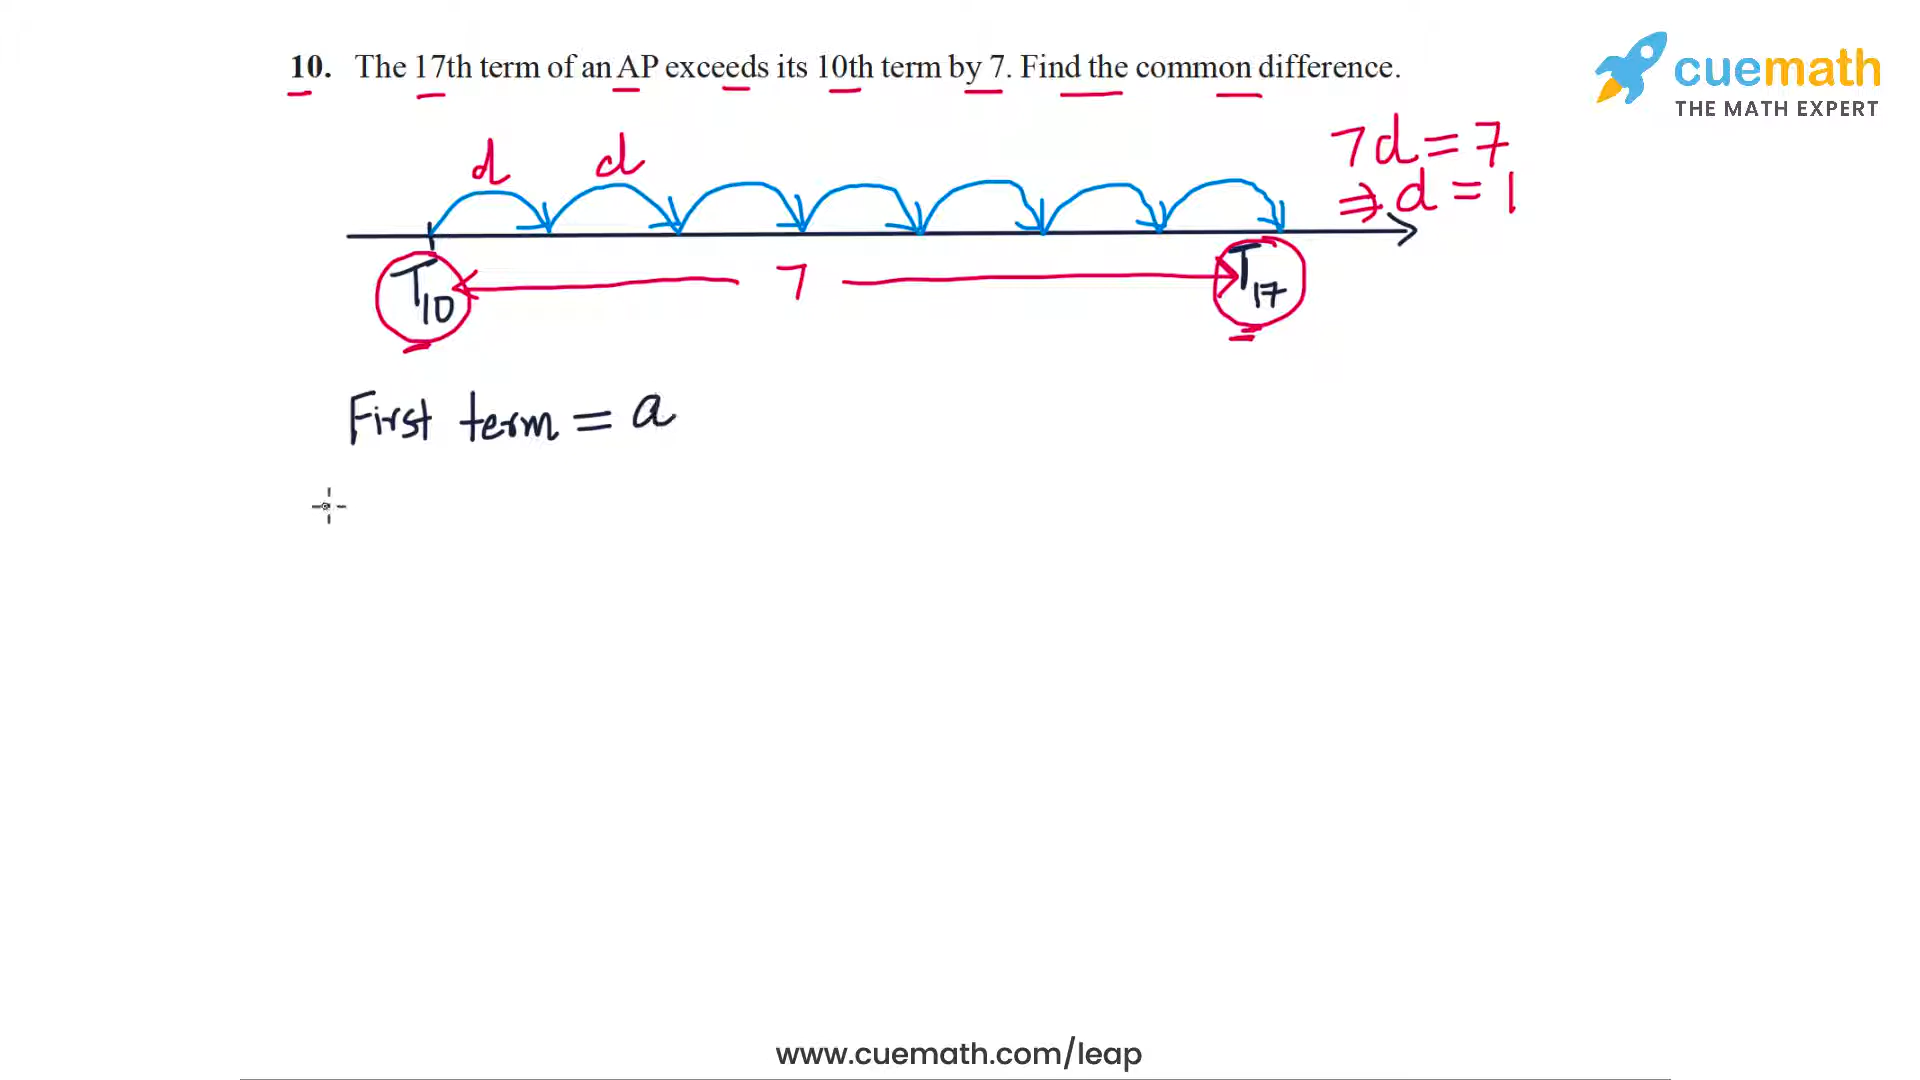 10. The 17th term of an AP exceeds its 10th term by 7. Find the common difference.
cuemath
THE MATH EXPERT
d d
7d = 7
⇒ d = 1
T10 7 T17
First term = a
www.cuemath.com/leap